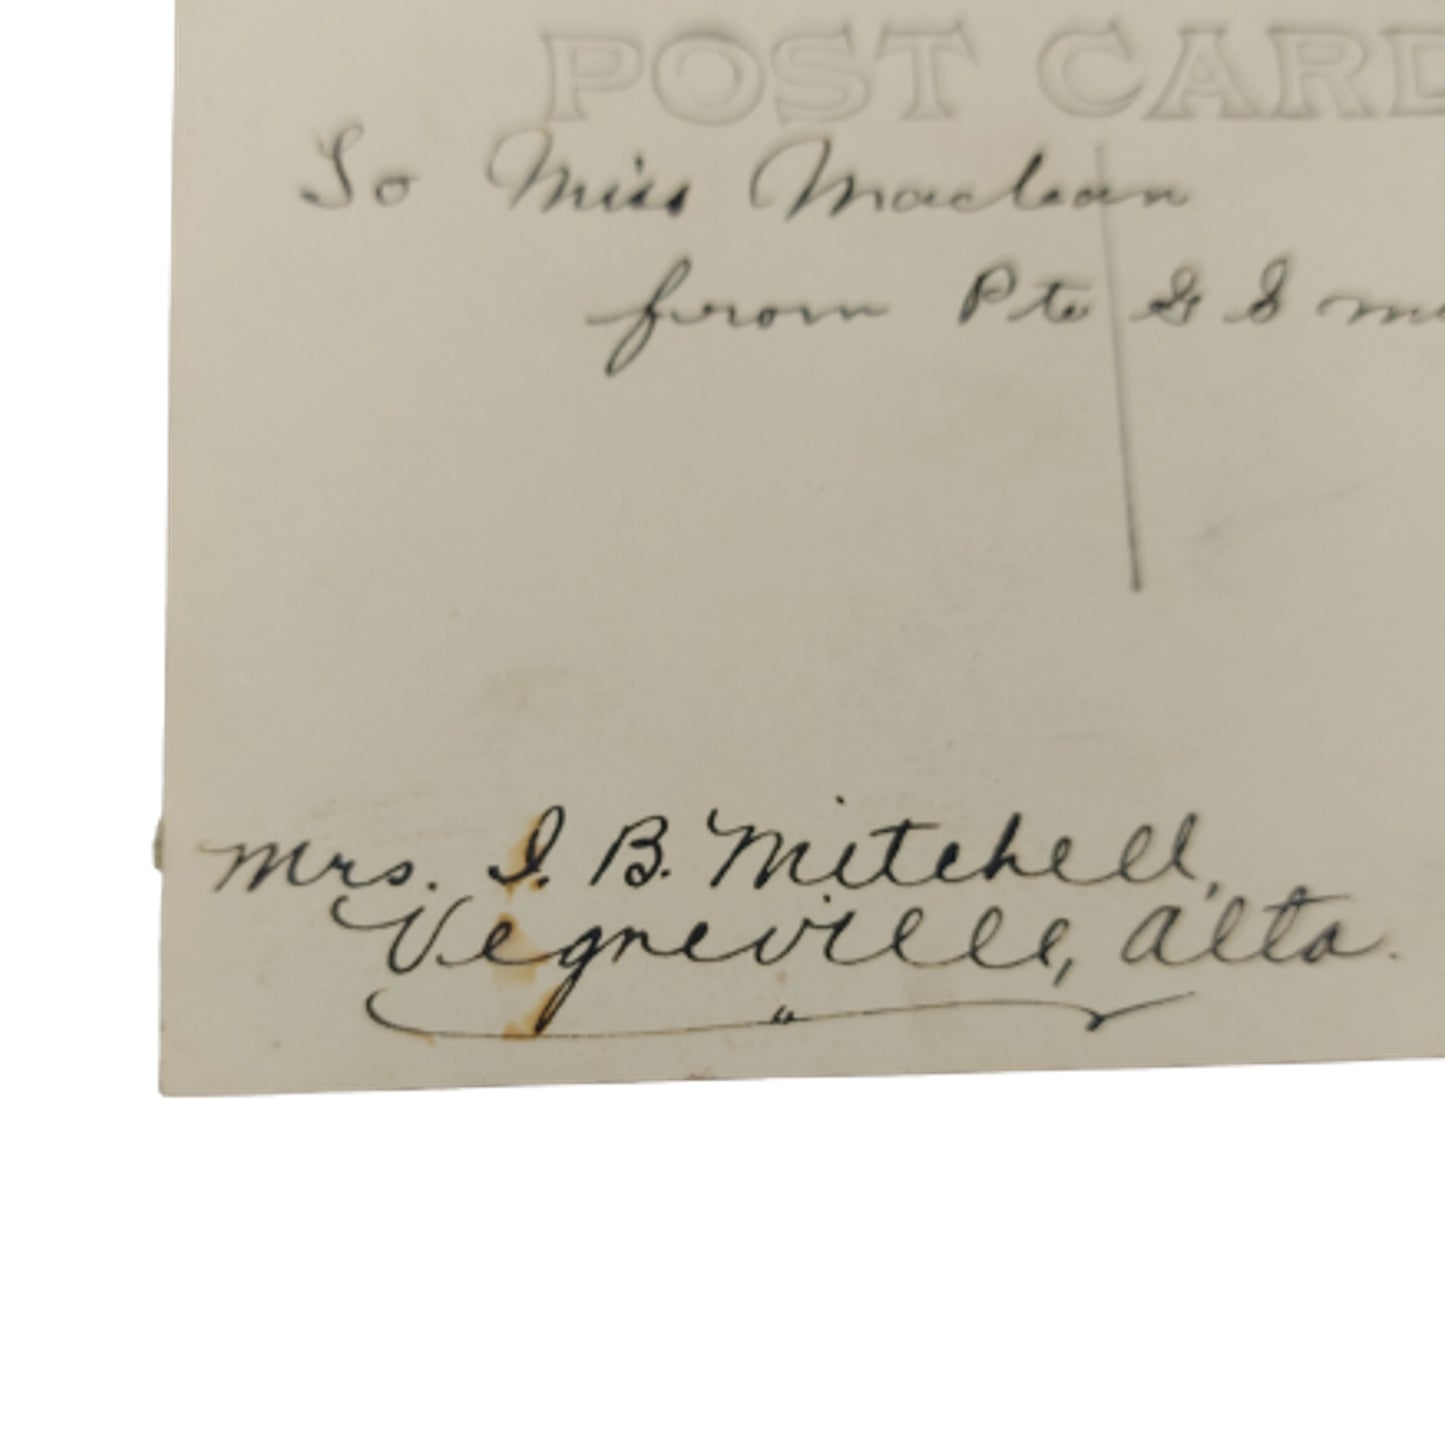 POST CARD
To Miss Maclean
from Pte G S
Mrs. I. B. Mitchell,
Vegreville, Alta.